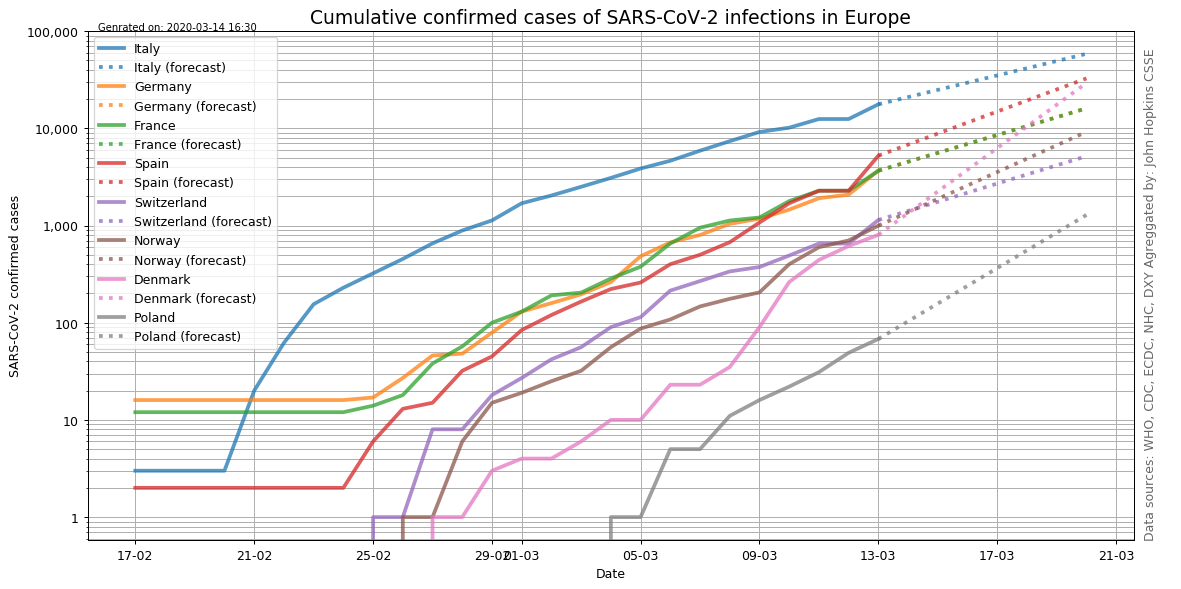 Cumulative confirmed cases of SARS-CoV-2 infections in Europe
Genrated on: 2020-03-14 16:30
100,000
10,000
1,000
100
10
1
SARS-CoV-2 confirmed cases
Italy
Italy (forecast)
Germany
Germany (forecast)
France
France (forecast)
Spain
Spain (forecast)
Switzerland
Switzerland (forecast)
Norway
Norway (forecast)
Denmark
Denmark (forecast)
Poland
Poland (forecast)
17-02 21-02 25-02 29-02 01-03 05-03 09-03 13-03 17-03 21-03
Date
Data sources: WHO, CDC, ECDC, NHC, DXY Agreggated by: John Hopkins CSSE